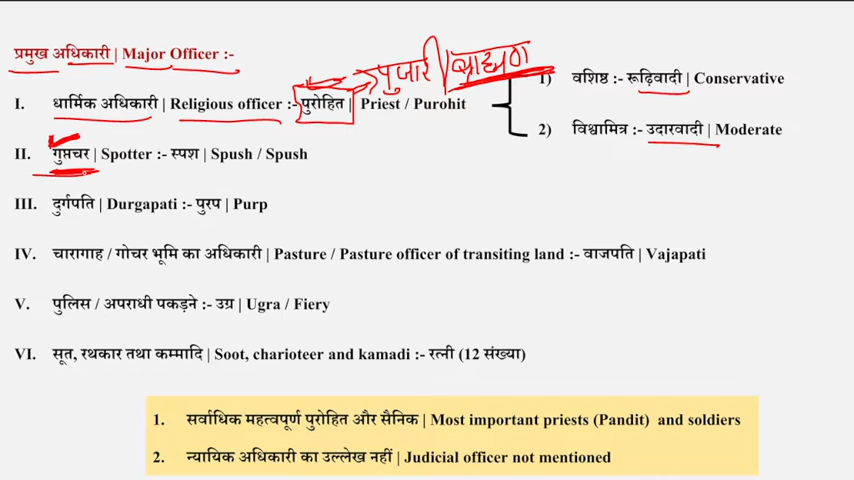 प्रमुख अधिकारी | Major Officer :-
पुजारी / ब्राह्मण
I. धार्मिक अधिकारी | Religious officer :- पुरोहित | Priest / Purohit
1) वशिष्ठ :- रूढ़िवादी | Conservative
2) विश्वामित्र :- उदारवादी | Moderate
II. गुप्तचर | Spotter :- स्पश | Spush / Spush
III. दुर्गपति | Durgapati :- पुरप | Purp
IV. चारागाह / गोचर भूमि का अधिकारी | Pasture / Pasture officer of transiting land :- वाजपति | Vajapati
V. पुलिस / अपराधी पकड़ने :- उग्र | Ugra / Fiery
VI. सूत, रथकार तथा कम्मादि | Soot, charioteer and kamadi :- रत्नी (12 संख्या)
1. सर्वाधिक महत्वपूर्ण पुरोहित और सैनिक | Most important priests (Pandit) and soldiers
2. न्यायिक अधिकारी का उल्लेख नहीं | Judicial officer not mentioned